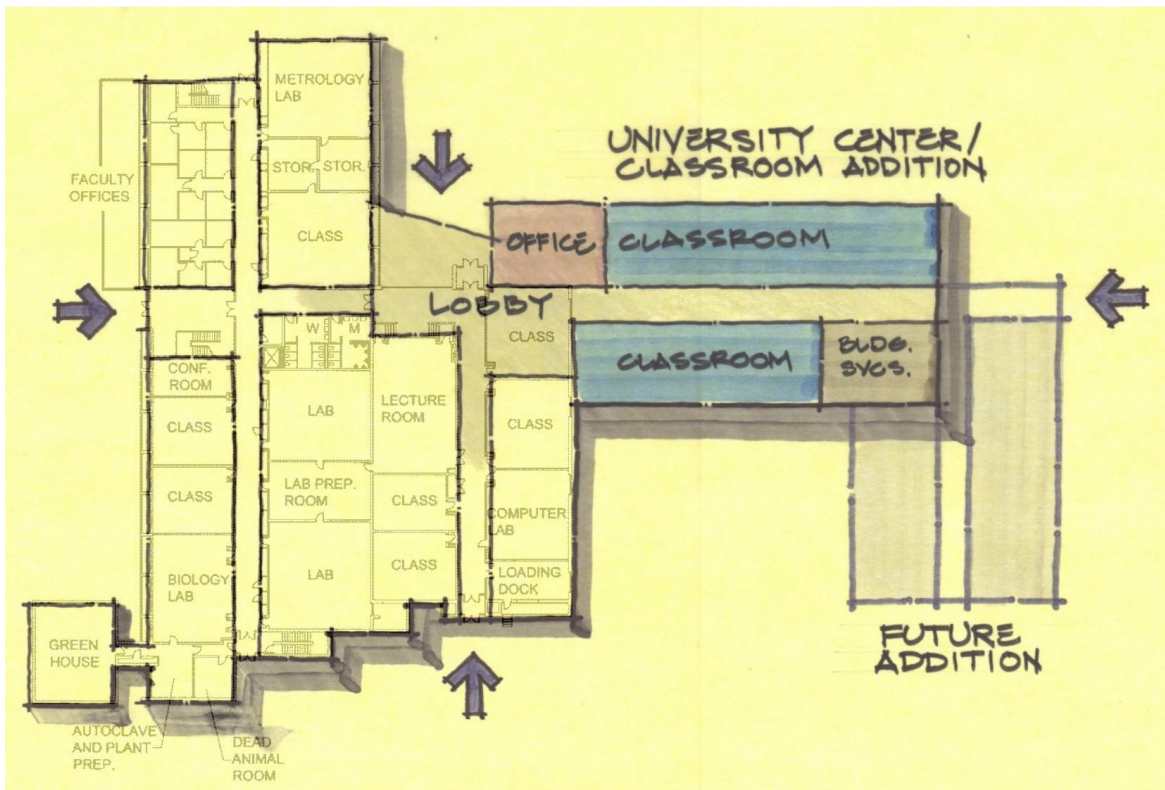 METROLOGY
LAB
UNIVERSITY CENTER/
CLASSROOM ADDITION
STOR.
STOR.
FACULTY
OFFICES
CLASS
OFFICE
CLASSROOM
LOBBY
W
M
CLASS
CLASSROOM
BLDG.
SVCS.
CONF.
ROOM
LAB
LECTURE
ROOM
CLASS
CLASS
CLASS
LAB PREP.
ROOM
CLASS
COMPUTER
LAB
BIOLOGY
LAB
LAB
CLASS
LOADING
DOCK
GREEN
HOUSE
FUTURE
ADDITION
AUTOCLAVE
AND PLANT
PREP.
DEAD
ANIMAL
ROOM